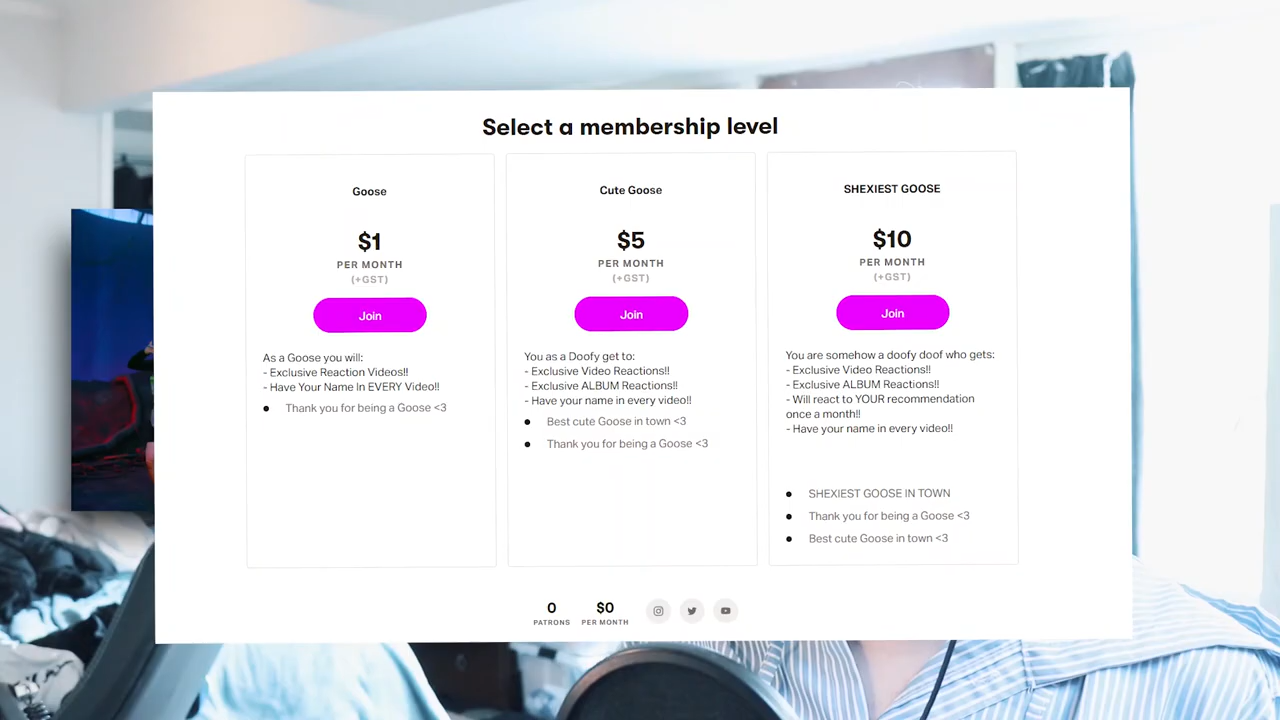 Select a membership level
Goose
$1
PER MONTH
(+GST)
Join
As a Goose you will:
- Exclusive Reaction Videos!!
- Have Your Name In EVERY Video!!
Thank you for being a Goose <3
Cute Goose
$5
PER MONTH
(+GST)
Join
You as a Doofy get to:
- Exclusive Video Reactions!!
- Exclusive ALBUM Reactions!!
- Have your name in every video!!
Best cute Goose in town <3
Thank you for being a Goose <3
SHEXIEST GOOSE
$10
PER MONTH
(+GST)
Join
You are somehow a doofy doof who gets:
- Exclusive Video Reactions!!
- Exclusive ALBUM Reactions!!
- Will react to YOUR recommendation
once a month!!
- Have your name in every video!!
SHEXIEST GOOSE IN TOWN
Thank you for being a Goose <3
Best cute Goose in town <3
0
PATRONS
$0
PER MONTH